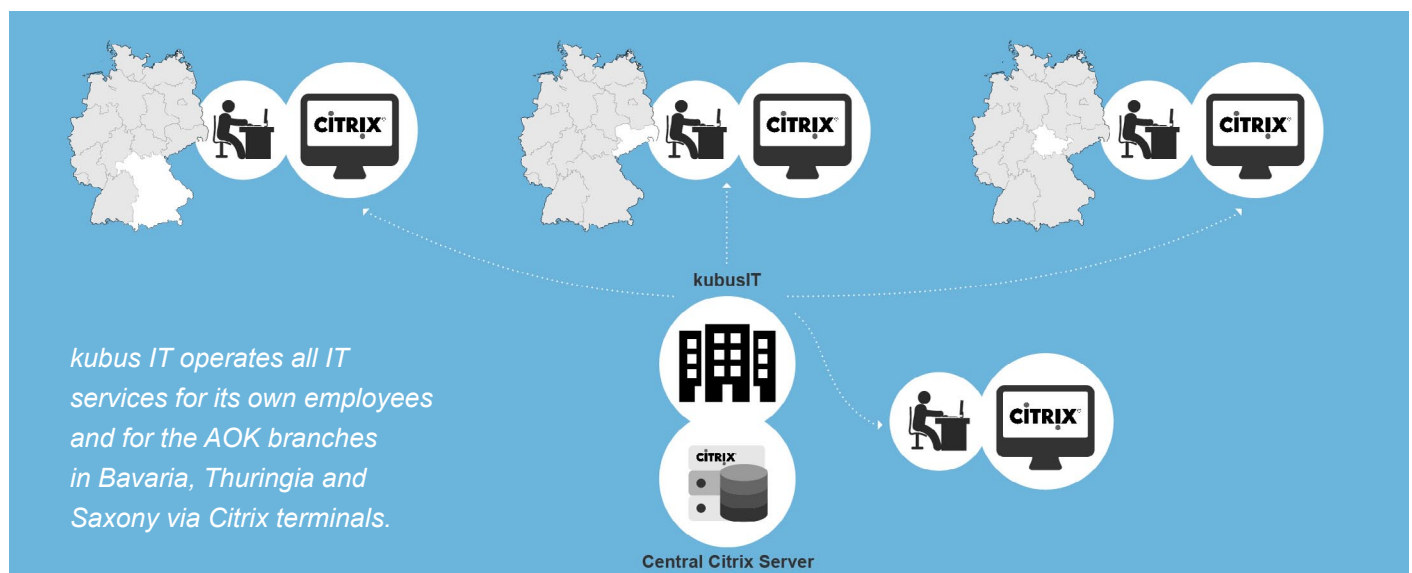 CITRIX
CITRIX
CITRIX
kubusIT
kubus IT operates all IT
services for its own employees
and for the AOK branches
in Bavaria, Thuringia and
Saxony via Citrix terminals.
CITRIX
CITRIX
Central Citrix Server